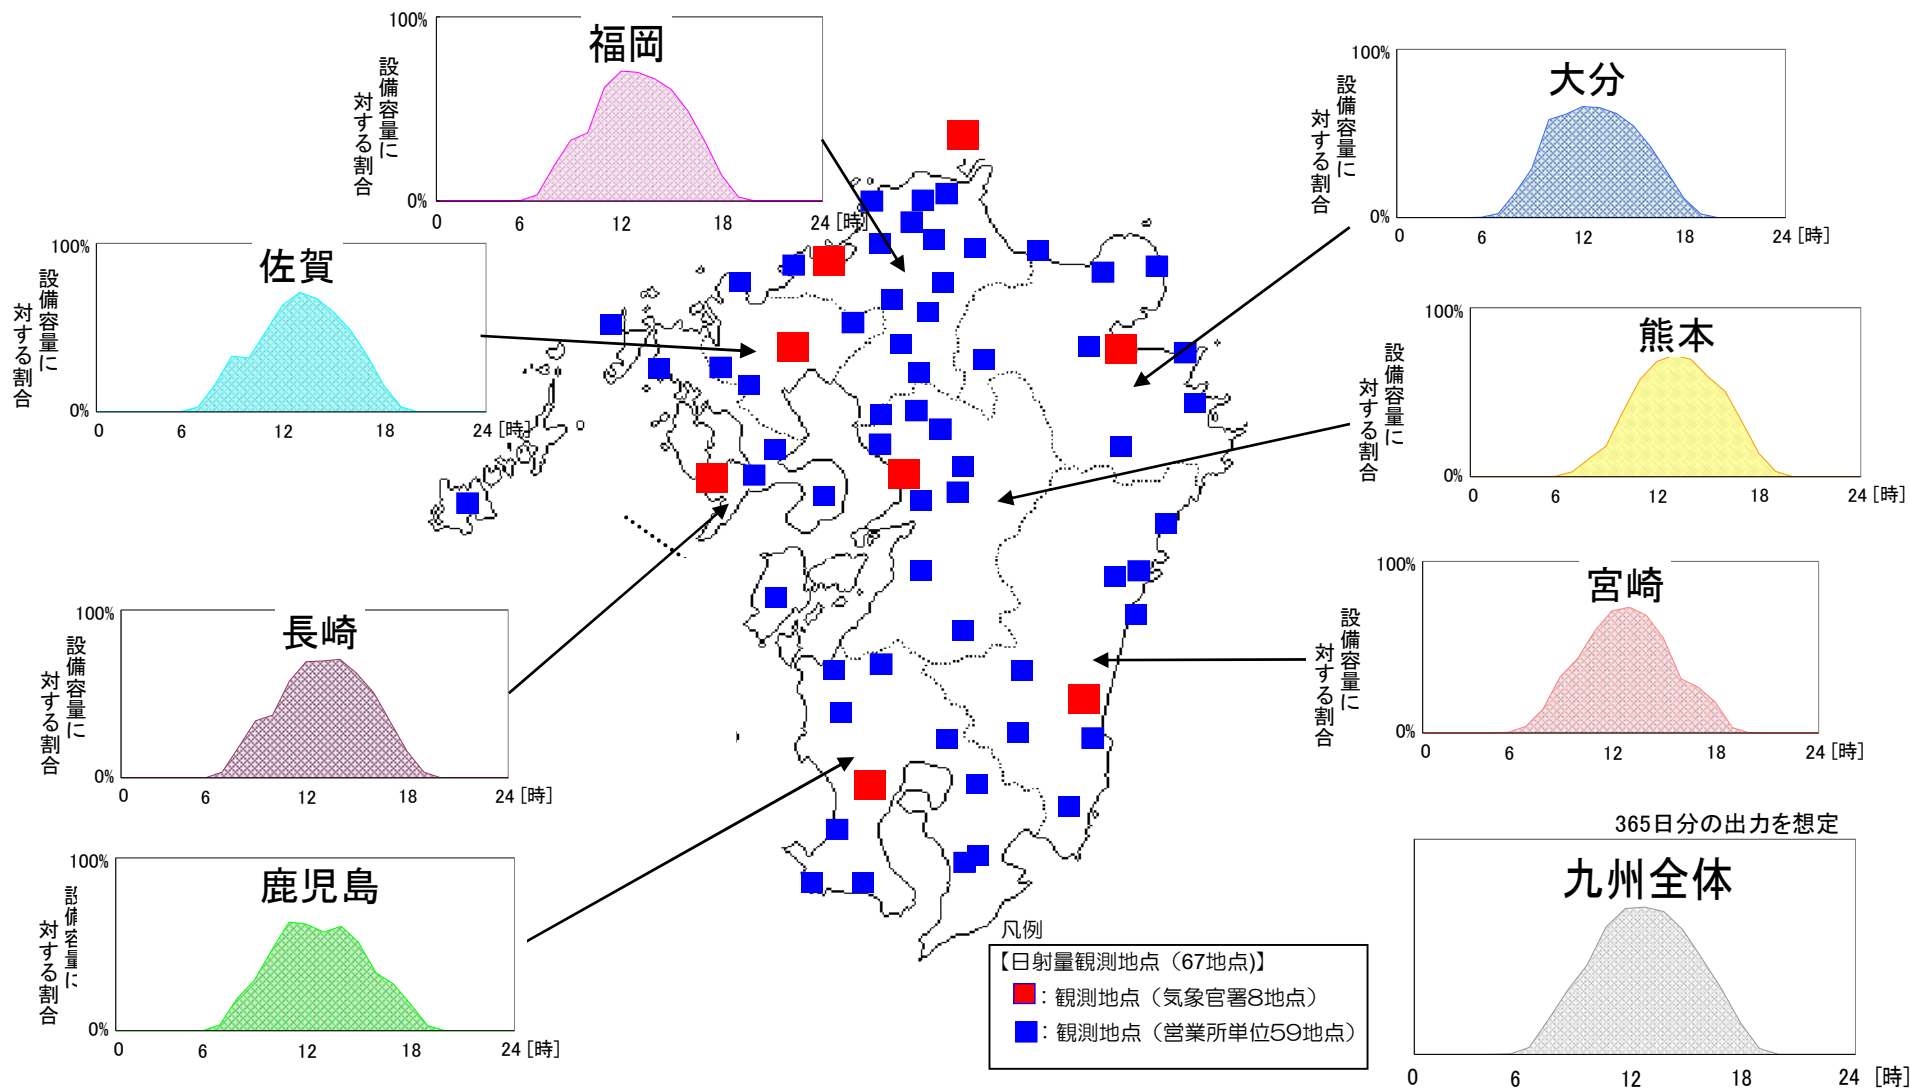 福岡
設備容量に
対する割合
100%
0%
0 6 12 18 24 [時]
佐賀
設備容量に
対する割合
100%
0%
0 6 12 18 24 [時]
長崎
設備容量に
対する割合
100%
0%
0 6 12 18 24 [時]
鹿児島
設備容量に
対する割合
100%
0%
0 6 12 18 24 [時]
大分
設備容量に
対する割合
100%
0%
0 6 12 18 24 [時]
熊本
設備容量に
対する割合
100%
0%
0 6 12 18 24 [時]
宮崎
設備容量に
対する割合
100%
0%
0 6 12 18 24 [時]
365日分の出力を想定
九州全体
0 6 12 18 24 [時]
凡例
【日射量観測地点（67地点)】
：観測地点（気象官署8地点）
：観測地点（営業所単位59地点）